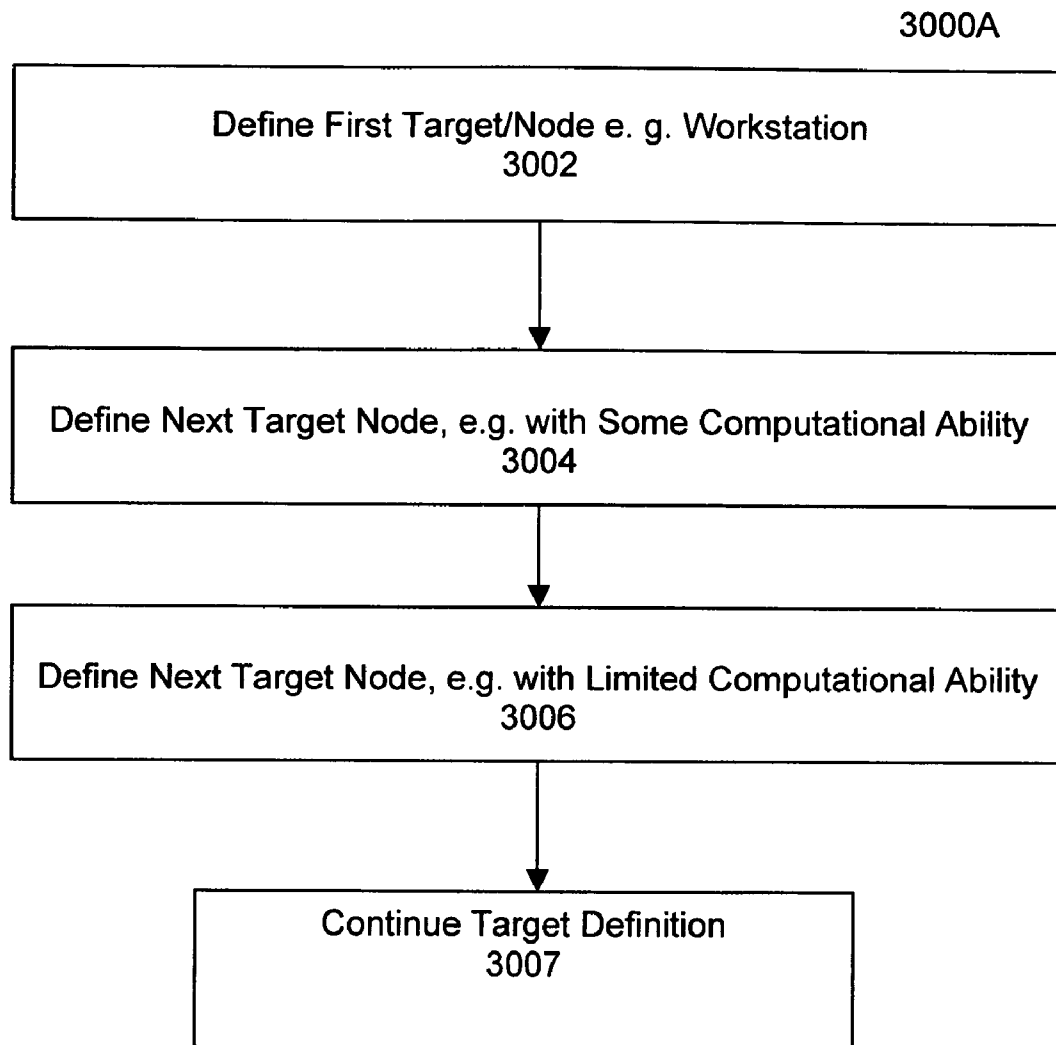 3000A
Define First Target/Node e. g. Workstation
3002
Define Next Target Node, e.g. with Some Computational Ability
3004
Define Next Target Node, e.g. with Limited Computational Ability
3006
Continue Target Definition
3007